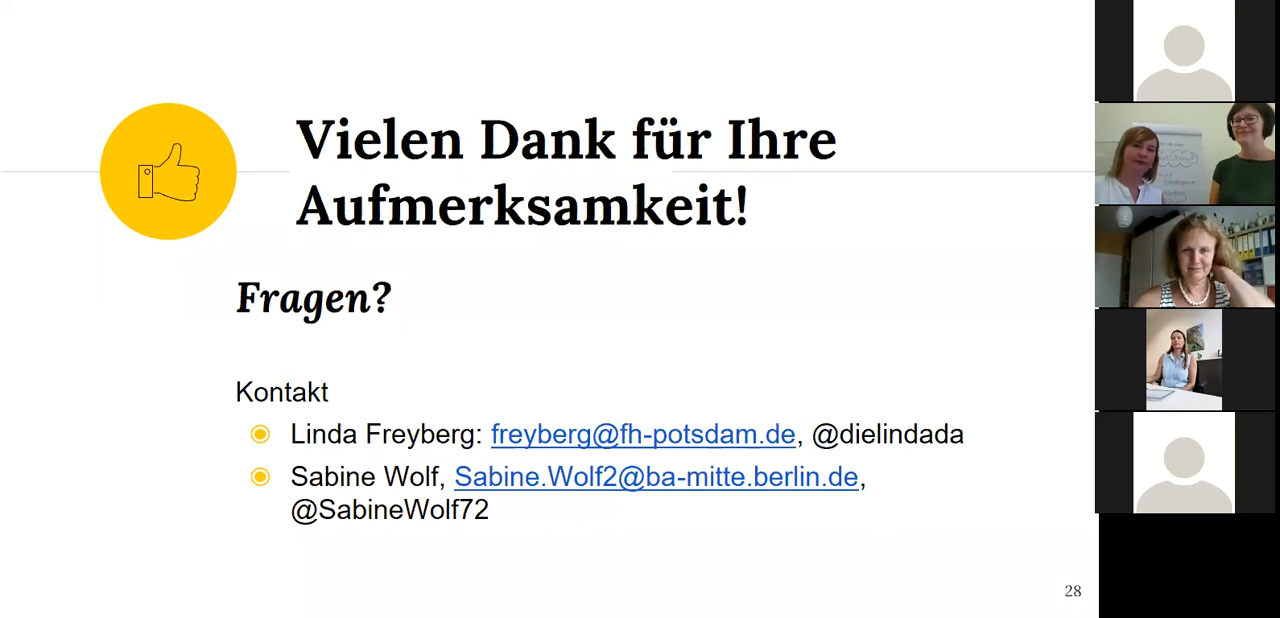 Vielen Dank für Ihre
Aufmerksamkeit!
Fragen?
Kontakt
Linda Freyberg: freyberg@fh-potsdam.de, @dielindada
Sabine Wolf, Sabine.Wolf2@ba-mitte.berlin.de,
@SabineWolf72
28